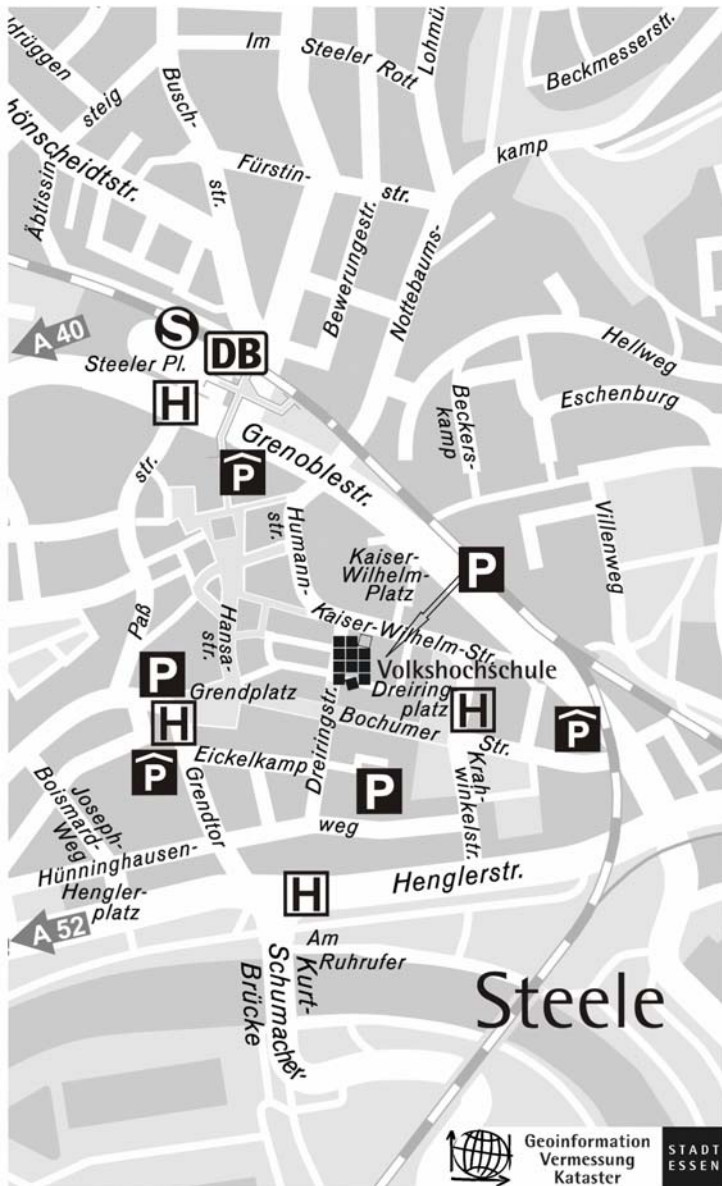 drüggen
steig
Im
Steeler Rott
Beckmesserstr.
Busch-
str.
hönscheidtstr.
Fürstin-
str.
kamp
Äbtissin
Bewerungestr.
Nottebaums-
A 40
S
DB
Steeler Pl.
H
Hellweg
Beckers-
kamp
Eschenburg
Grenoblestr.
P
str.
Paß
Humann-
str.
Kaiser-
Wilhelm-
Platz
P
Villenweg
Hansa-
str.
Kaiser-Wilhelm-Str.
Volkshochschule
P
Grendplatz
H
Dreiring
platz
H
Bochumer
Str.
P
P
Eickelkamp
Dreiringstr.
P
Krah-
winkelstr.
Grendtor
Joseph-
Boismard-
Weg
weg
Hünninghausen-
Hengler-
platz
H
Henglerstr.
A 52
Am
Ruhrufer
Kurt-
Schumacher-
Brücke
Steele
Geoinformation
Vermessung
Kataster
STADT
ESSEN